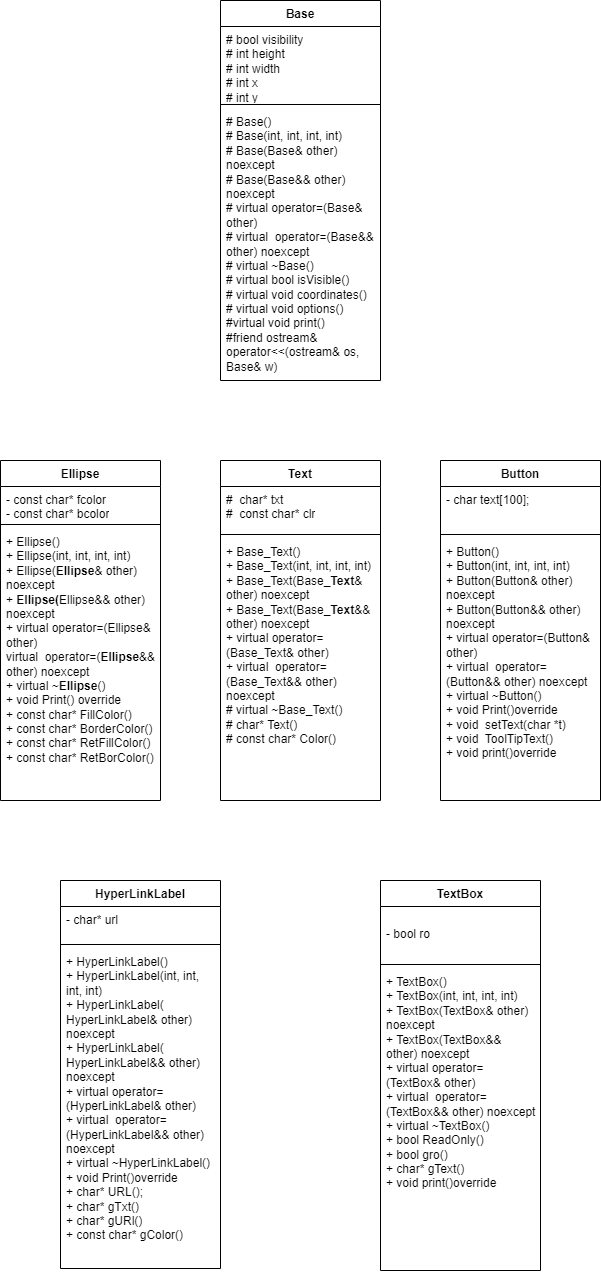 Base
# bool visibility
# int height
# int width
# int x
# int y
# Base()
# Base(int, int, int, int)
# Base(Base& other)
noexcept
# Base(Base&& other)
noexcept
# virtual operator=(Base&
other)
# virtual  operator=(Base&&
other) noexcept
# virtual ~Base()
# virtual bool isVisible()
# virtual void coordinates()
# virtual void options()
#virtual void print()
#friend ostream&
operator<<(ostream& os,
Base& w)
Ellipse
- const char* fcolor
- const char* bcolor
+ Ellipse()
+ Ellipse(int, int, int, int)
+ Ellipse(Ellipse& other)
noexcept
+ Ellipse(Ellipse&& other)
noexcept
+ virtual operator=(Ellipse&
other)
virtual  operator=(Ellipse&&
other) noexcept
+ virtual ~Ellipse()
+ void Print() override
+ const char* FillColor()
+ const char* BorderColor()
+ const char* RetFillColor()
+ const char* RetBorColor()
Text
#  char* txt
#  const char* clr
+ Base_Text()
+ Base_Text(int, int, int, int)
+ Base_Text(Base_Text&
other) noexcept
+ Base_Text(Base_Text&&
other) noexcept
+ virtual operator=
(Base_Text& other)
+ virtual  operator=
(Base_Text&& other)
noexcept
# virtual ~Base_Text()
# char* Text()
# const char* Color()
Button
- char text[100];
+ Button()
+ Button(int, int, int, int)
+ Button(Button& other)
noexcept
+ Button(Button&& other)
noexcept
+ virtual operator=(Button&
other)
+ virtual  operator=
(Button&& other) noexcept
+ virtual ~Button()
+ void Print()override
+ void  setText(char *t)
+ void  ToolTipText()
+ void print()override
HyperLinkLabel
- char* url
+ HyperLinkLabel()
+ HyperLinkLabel(int, int,
int, int)
+ HyperLinkLabel(
HyperLinkLabel& other)
noexcept
+ HyperLinkLabel(
HyperLinkLabel&& other)
noexcept
+ virtual operator=
(HyperLinkLabel& other)
+ virtual  operator=
(HyperLinkLabel&& other)
noexcept
+ virtual ~HyperLinkLabel()
+ void Print()override
+ char* URL();
+ char* gTxt()
+ char* gURl()
+ const char* gColor()
TextBox
- bool ro
+ TextBox()
+ TextBox(int, int, int, int)
+ TextBox(TextBox& other)
noexcept
+ TextBox(TextBox&&
other) noexcept
+ virtual operator=
(TextBox& other)
+ virtual  operator=
(TextBox&& other) noexcept
+ virtual ~TextBox()
+ bool ReadOnly()
+ bool gro()
+ char* gText()
+ void print()override